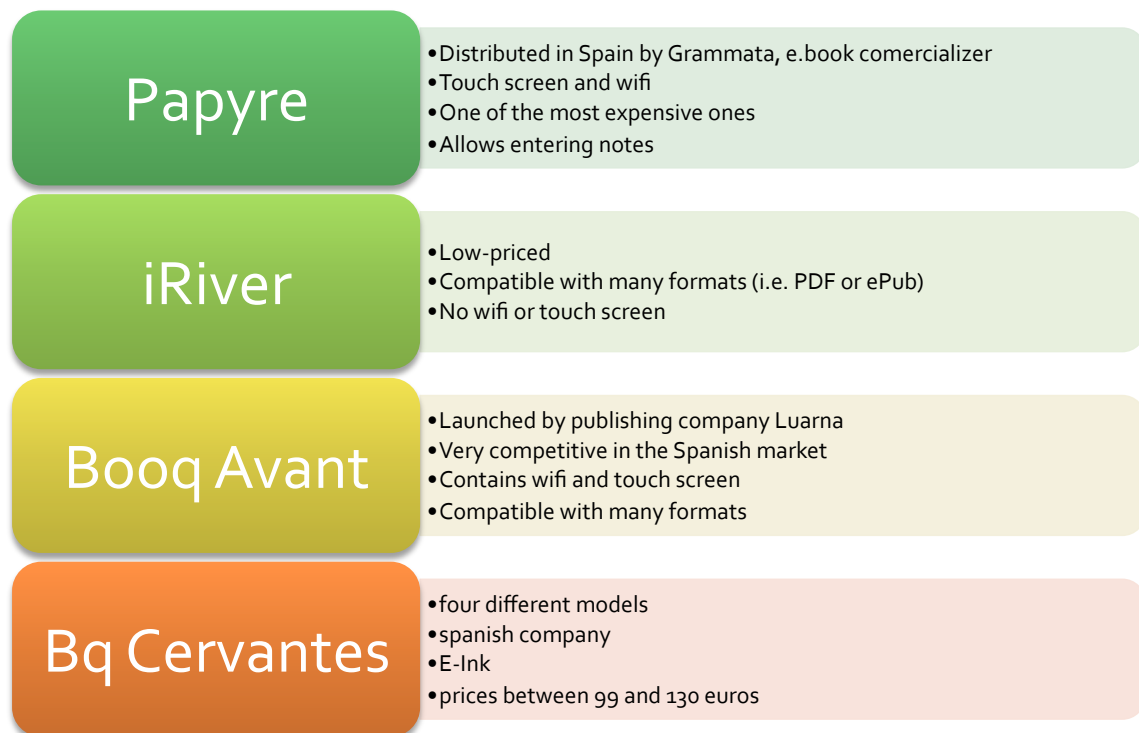 Papyre
•Distributed in Spain by Grammata, e.book comercializer
•Touch screen and wifi
•One of the most expensive ones
•Allows entering notes
iRiver
•Low-priced
•Compatible with many formats (i.e. PDF or ePub)
•No wifi or touch screen
Booq Avant
•Launched by publishing company Luarna
•Very competitive in the Spanish market
•Contains wifi and touch screen
•Compatible with many formats
Bq Cervantes
•four different models
•spanish company
•E-Ink
•prices between 99 and 130 euros